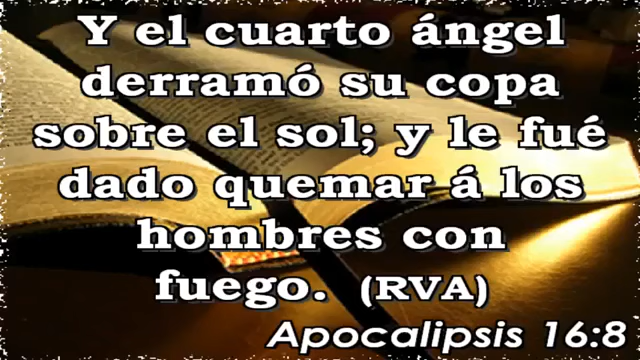 Y el cuarto ángel
derramó su copa
sobre el sol; y le fué
dado quemar á los
hombres con
fuego. (RVA)
Apocalipsis 16:8